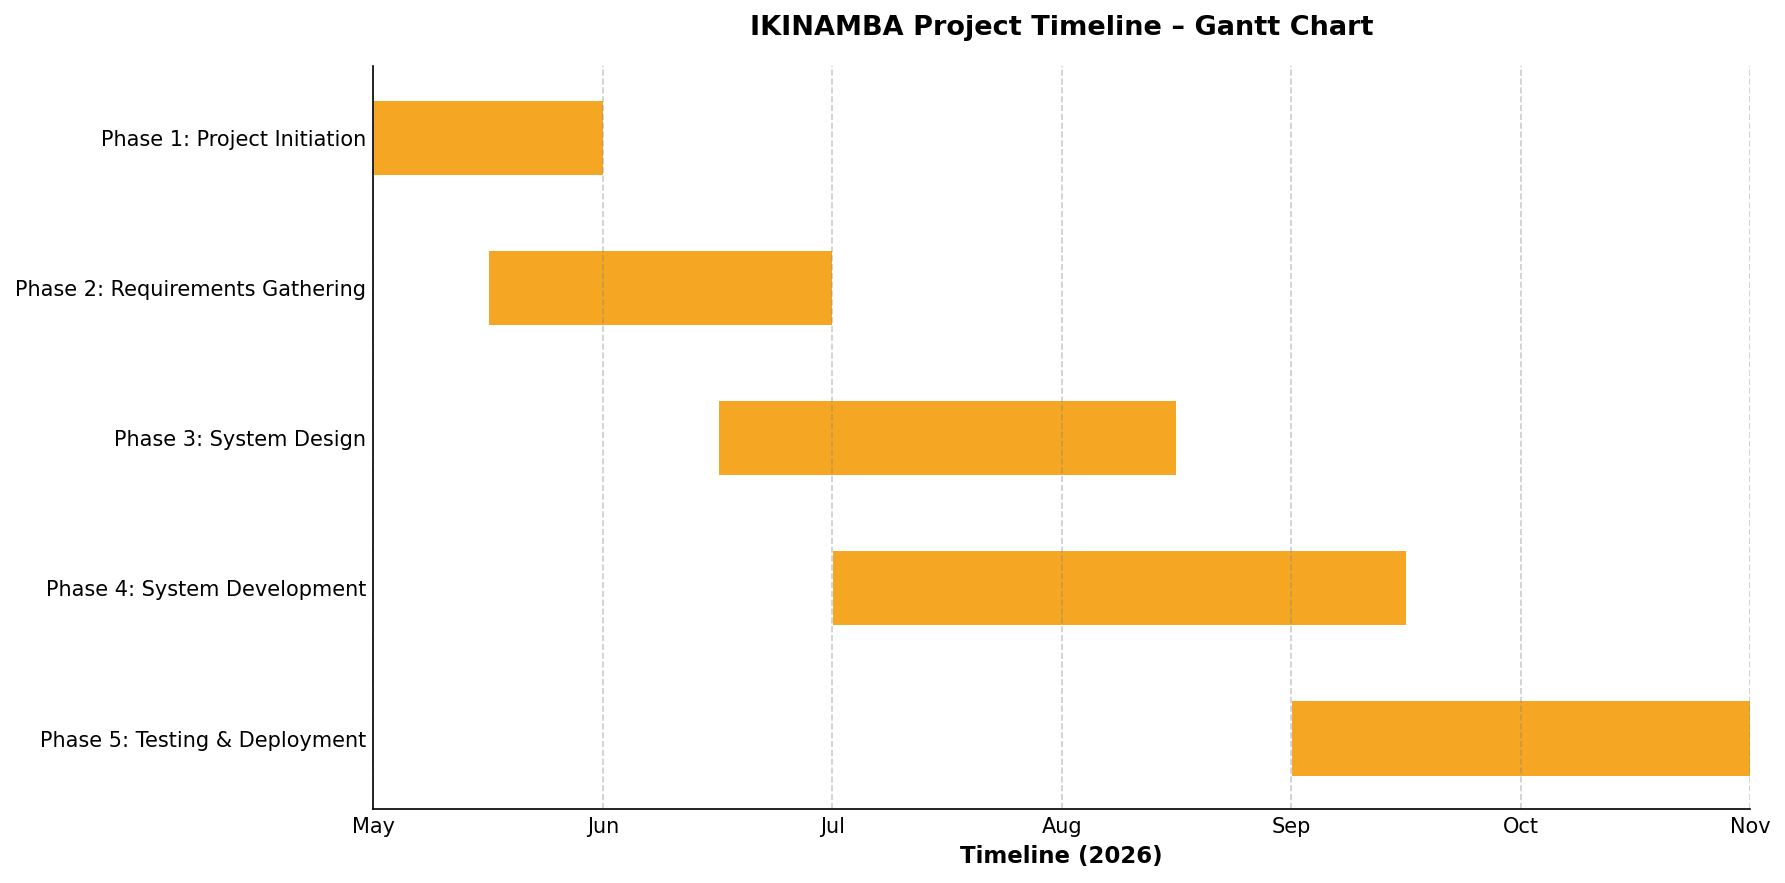 IKINAMBA Project Timeline – Gantt Chart
Phase 1: Project Initiation
Phase 2: Requirements Gathering
Phase 3: System Design
Phase 4: System Development
Phase 5: Testing & Deployment
May Jun Jul Aug Sep Oct Nov
Timeline (2026)